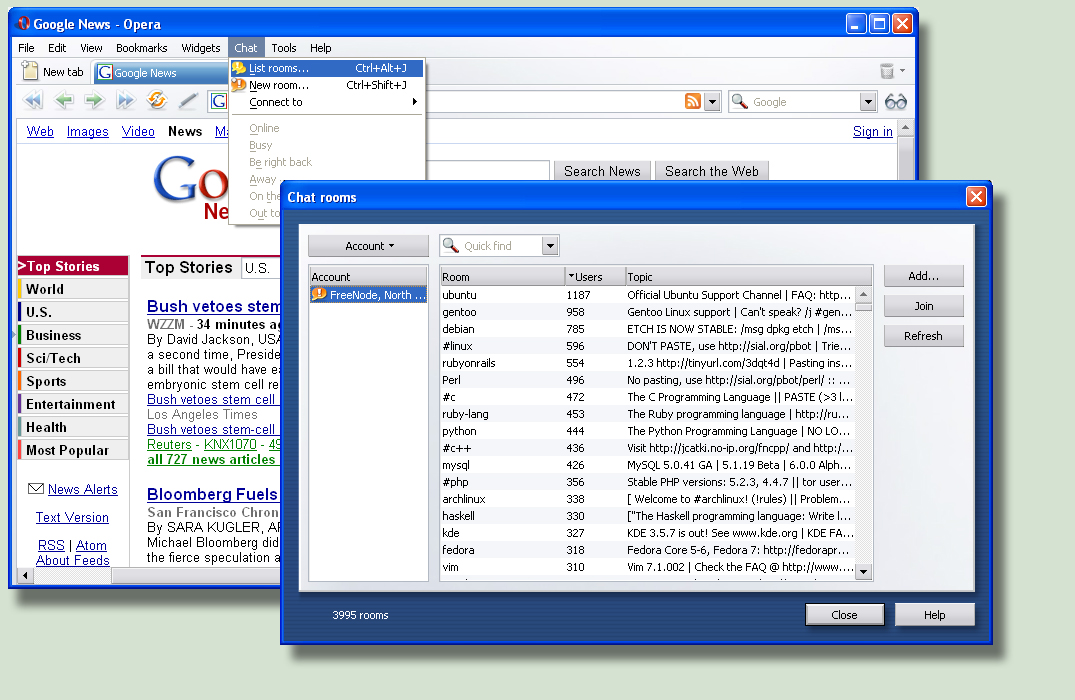 Google News - Opera
File Edit View Bookmarks Widgets Chat Tools Help
New tab Google News
List rooms... Ctrl+Alt+J
New room... Ctrl+Shift+J
Connect to
Online
Busy
Be right back
Away
On the
Out to
Google
Web Images Video News Sign in
Search News Search the Web
Goo
Ne
>Top Stories
World
U.S.
Business
Sci/Tech
Sports
Entertainment
Health
Most Popular
News Alerts
Text Version
RSS | Atom
About Feeds
Top Stories U.S.
Bush vetoes stem
WZZM - 34 minutes ag
By David Jackson, USA
a second time, Preside
a bill that would have ea
embryonic stem cell re
Bush vetoes stem cell
Los Angeles Times
Bush vetoes stem-cell
Reuters - KNX1070 - 49
all 727 news articles
Bloomberg Fuels
San Francisco Chron
By SARA KUGLER, AP
Michael Bloomberg did
the fierce speculation a
Chat rooms
Account Quick find
Account
FreeNode, North ...
Room Users Topic
ubuntu 1187 Official Ubuntu Support Channel | FAQ: http...
gentoo 958 Gentoo Linux support | Can't speak? /j #gen...
debian 785 ETCH IS NOW STABLE: /msg dpkg etch | /ms...
#linux 596 DON'T PASTE, use http://sial.org/pbot | Trie...
rubyonrails 554 1.2.3 http://tinyurl.com/3dqt4d | Pasting ins...
Perl 496 No pasting, use http://sial.org/pbot/perl/ :: ...
#c 472 The C Programming Language || PASTE (>3 l...
ruby-lang 453 The Ruby programming language | http://ru...
python 444 The Python Programming Language | NO LO...
#c++ 436 Visit http://jcatki.no-ip.org/fncpp/ and http:/...
mysql 426 MySQL 5.0.41 GA | 5.1.19 Beta | 6.0.0 Alph...
#php 356 Stable PHP versions: 5.2.3, 4.4.7 || tor user...
archlinux 338 [ Welcome to #archlinux! (!rules) || Problem...
haskell 330 ["The Haskell programming language: Write l...
kde 327 KDE 3.5.7 is out! See www.kde.org | KDE FA...
fedora 318 Fedora Core 5-6, Fedora 7: http://fedorapr...
vim 310 Vim 7.1.002 | Check the FAQ @ http://www....
Add...
Join
Refresh
3995 rooms
Close Help